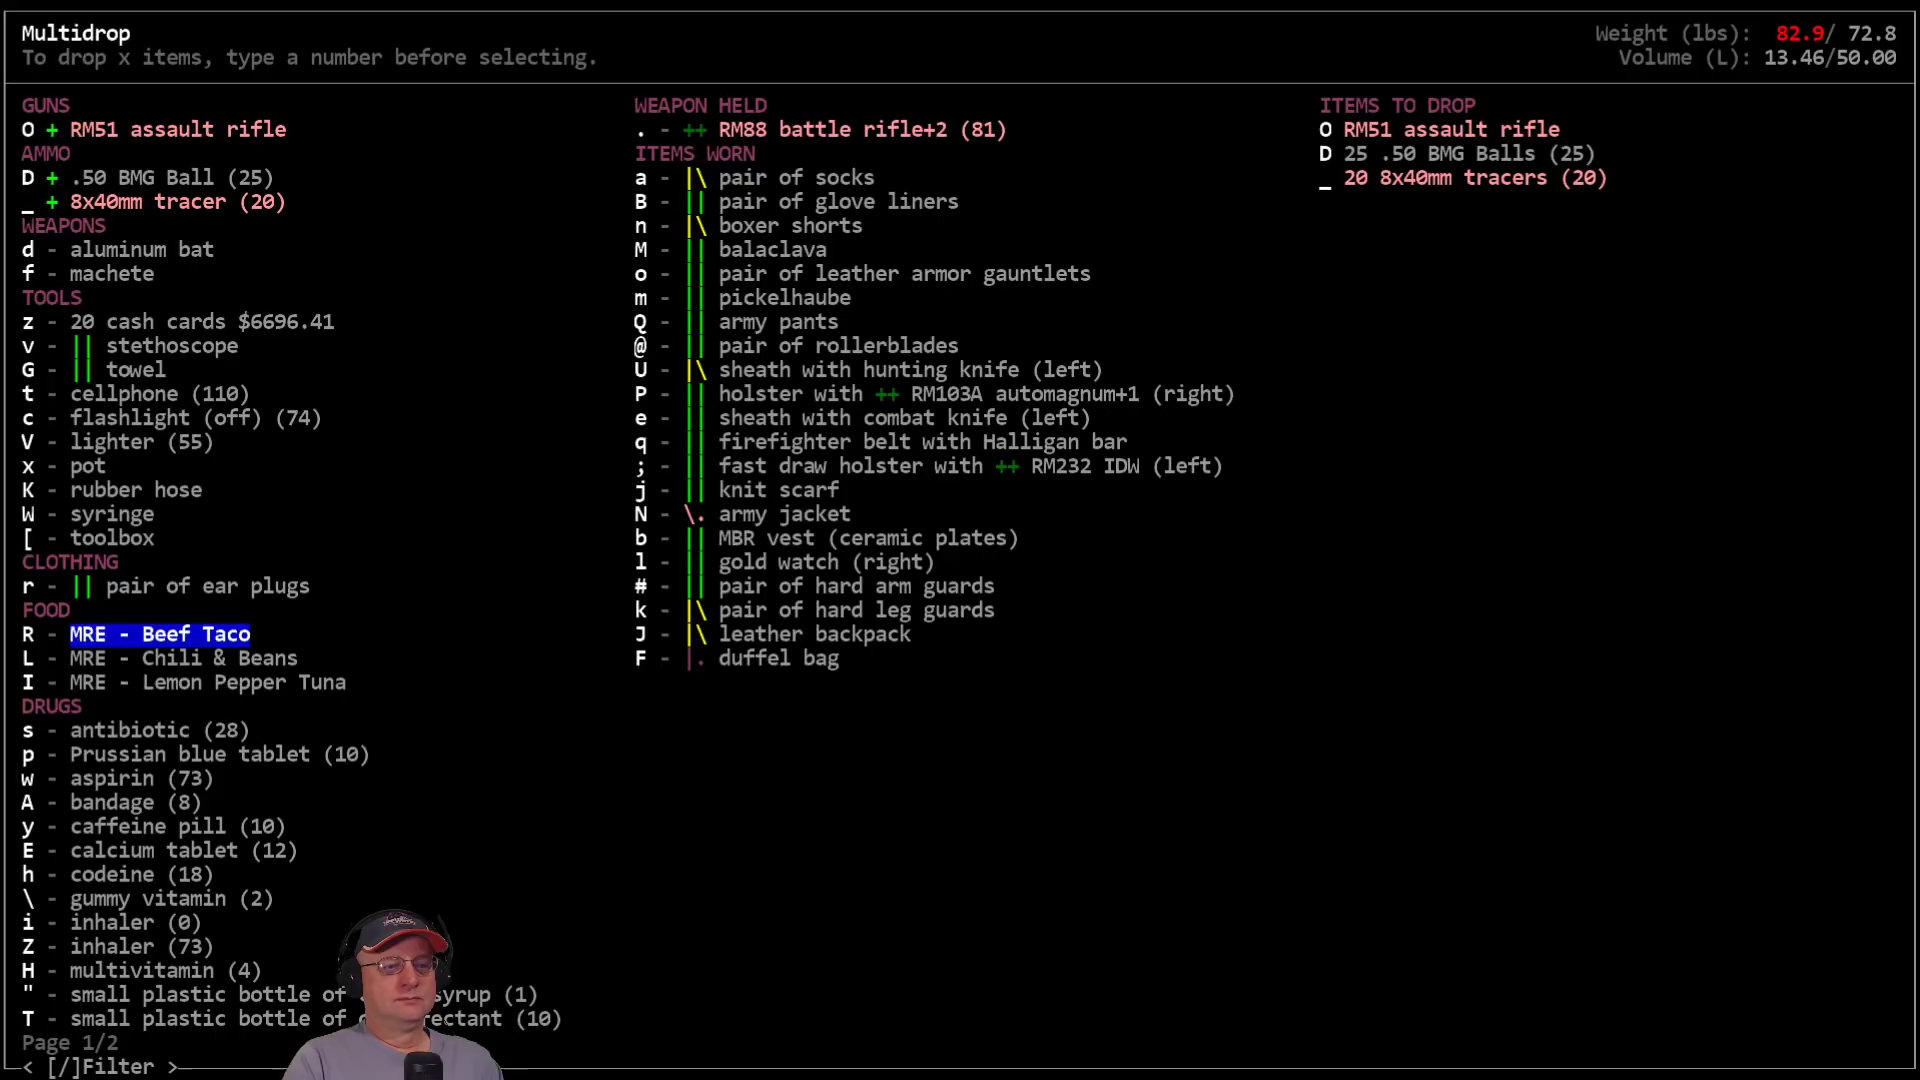 Multidrop
To drop x items, type a number before selecting.
Weight (lbs): 82.9/ 72.8
Volume (L): 13.46/50.00
GUNS
O + RM51 assault rifle
AMMO
D + .50 BMG Ball (25)
_ + 8x40mm tracer (20)
WEAPONS
d - aluminum bat
f - machete
TOOLS
z - 20 cash cards $6696.41
v - || stethoscope
G - || towel
t - cellphone (110)
c - flashlight (off) (74)
V - lighter (55)
x - pot
K - rubber hose
W - syringe
[ - toolbox
CLOTHING
r - || pair of ear plugs
FOOD
R - MRE - Beef Taco
L - MRE - Chili & Beans
I - MRE - Lemon Pepper Tuna
DRUGS
s - antibiotic (28)
p - Prussian blue tablet (10)
w - aspirin (73)
A - bandage (8)
y - caffeine pill (10)
E - calcium tablet (12)
h - codeine (18)
\ - gummy vitamin (2)
i - inhaler (0)
Z - inhaler (73)
H - multivitamin (4)
" - small plastic bottle of syrup (1)
T - small plastic bottle of (10)
Page 1/2
< [/]Filter >
WEAPON HELD
. - ++ RM88 battle rifle+2 (81)
ITEMS WORN
a - |\ pair of socks
B - || pair of glove liners
n - |\ boxer shorts
M - || balaclava
o - || pair of leather armor gauntlets
m - || pickelhaube
Q - || army pants
@ - || pair of rollerblades
U - |\ sheath with hunting knife (left)
P - || holster with ++ RM103A automagnum+1 (right)
e - || sheath with combat knife (left)
q - || firefighter belt with Halligan bar
; - || fast draw holster with ++ RM232 IDW (left)
j - || knit scarf
N - \. army jacket
b - || MBR vest (ceramic plates)
l - || gold watch (right)
# - || pair of hard arm guards
k - |\ pair of hard leg guards
J - |\ leather backpack
F - |. duffel bag
ITEMS TO DROP
O RM51 assault rifle
D 25 .50 BMG Balls (25)
_ 20 8x40mm tracers (20)